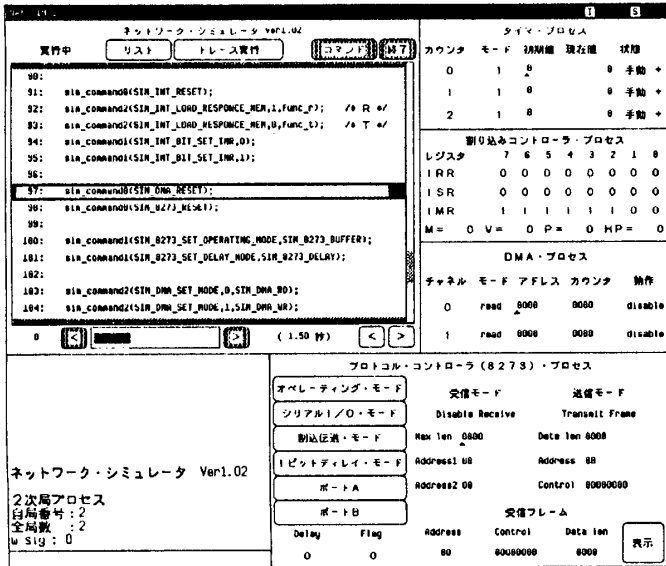 ネットワーク・シミュレータ Ver1.02
実行中 リスト トレース実行 コマンド 終了
90:
91: sim_command0(SIM_INT_RESET);
92: sim_command2(SIM_INT_LOAD_RESPONCE_MEM,1,func_r); /* R */
93: sim_command2(SIM_INT_LOAD_RESPONCE_MEM,0,func_t); /* T */
94: sim_command1(SIM_INT_BIT_SET_IMR,0);
95: sim_command1(SIM_INT_BIT_SET_IMR,1);
96:
97: sim_command0(SIM_DMA_RESET);
98: sim_command0(SIM_8273_RESET);
99:
100: sim_command1(SIM_8273_SET_OPERATING_MODE,SIM_8273_BUFFER);
101: sim_command1(SIM_8273_SET_DELAY_MODE,SIM_8273_DELAY);
102:
103: sim_command2(SIM_DMA_SET_MODE,0,SIM_DMA_RD);
104: sim_command2(SIM_DMA_SET_MODE,1,SIM_DMA_WR);
0 < > (1.50 秒) < >
タイマ・プロセス
カウンタ モード 初期値 現在値 状態
0 1 0 0 手動 +
1 1 0 0 手動 +
2 1 0 0 手動 +
割り込みコントローラ・プロセス
レジスタ 7 6 5 4 3 2 1 0
IRR 0 0 0 0 0 0 0 0
ISR 0 0 0 0 0 0 0 0
IMR 1 1 1 1 1 1 0 0
M= 0 V= 0 P= 0 HP= 0
DMA・プロセス
チャネル モード アドレス カウンタ 動作
0 read 0000 0000 disable
1 read 0000 0000 disable
プロトコル・コントローラ(8273)・プロセス
オペレーティング・モード
シリアルI/O・モード
割込伝送・モード
1ビットディレイ・モード
ポートA
ポートB
Delay Flag
0 0
受信モード 送信モード
Disable Receive Transmit Frame
Max len 0000 Data len 0000
Address1 00 Address 00
Address2 00 Control 00000000
受信フレーム
Address Control Data len
00 00000000 0000
表示
ネットワーク・シミュレータ Ver1.02
2次局プロセス
自局番号:2
全局数 :2
w sig : 0